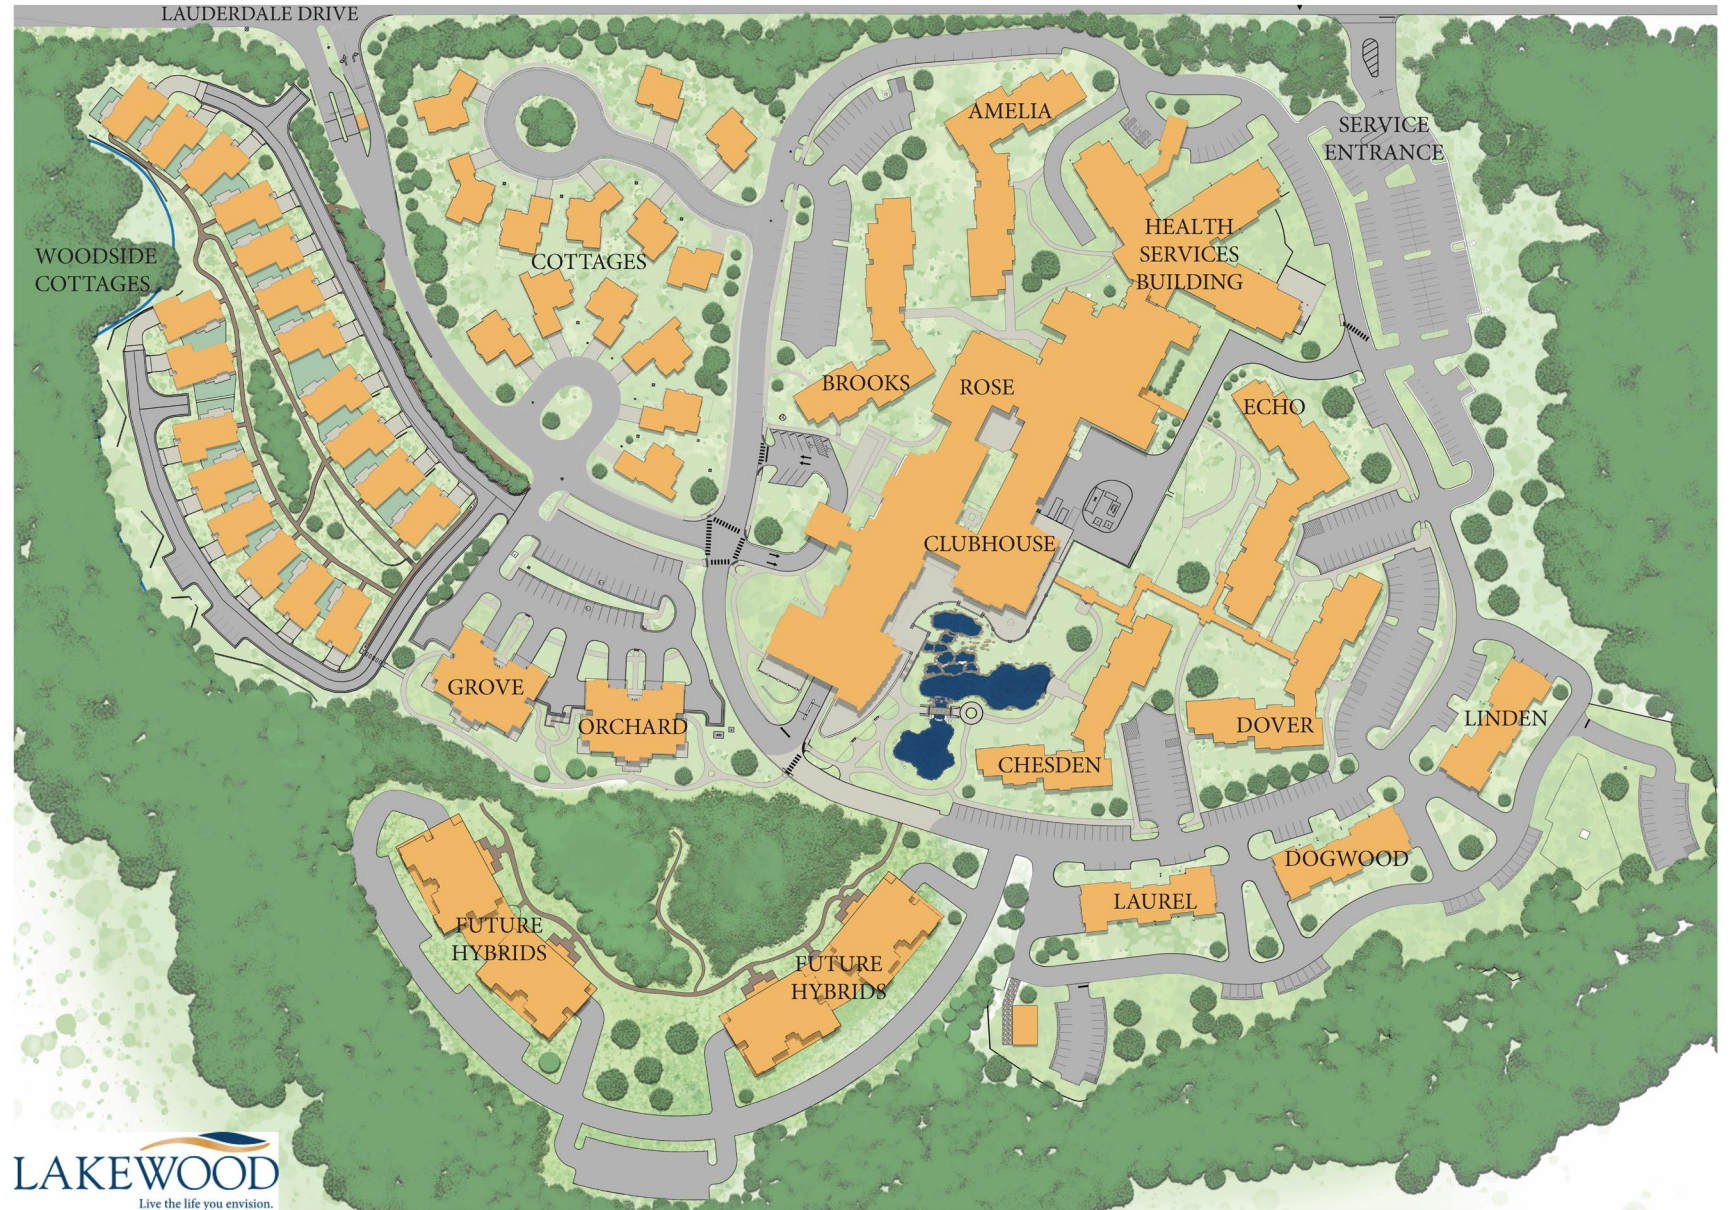 LAUDERDALE DRIVE
AMELIA
SERVICE
ENTRANCE
WOODSIDE
COTTAGES
COTTAGES
HEALTH
SERVICES
BUILDING
BROOKS
ROSE
ECHO
CLUBHOUSE
GROVE
ORCHARD
CHESDEN
DOVER
LINDEN
DOGWOOD
LAUREL
FUTURE
HYBRIDS
FUTURE
HYBRIDS
LAKEWOOD
Live the life you envision.